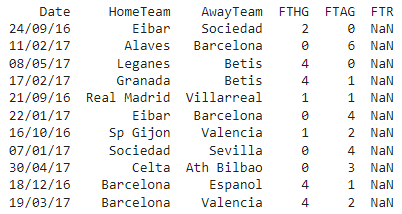 Date HomeTeam AwayTeam FTHG FTAG FTR
24/09/16 Eibar Sociedad 2 0 NaN
11/02/17 Alaves Barcelona 0 6 NaN
08/05/17 Leganes Betis 4 0 NaN
17/02/17 Granada Betis 4 1 NaN
21/09/16 Real Madrid Villarreal 1 1 NaN
22/01/17 Eibar Barcelona 0 4 NaN
16/10/16 Sp Gijon Valencia 1 2 NaN
07/01/17 Sociedad Sevilla 0 4 NaN
30/04/17 Celta Ath Bilbao 0 3 NaN
18/12/16 Barcelona Espanol 4 1 NaN
19/03/17 Barcelona Valencia 4 2 NaN